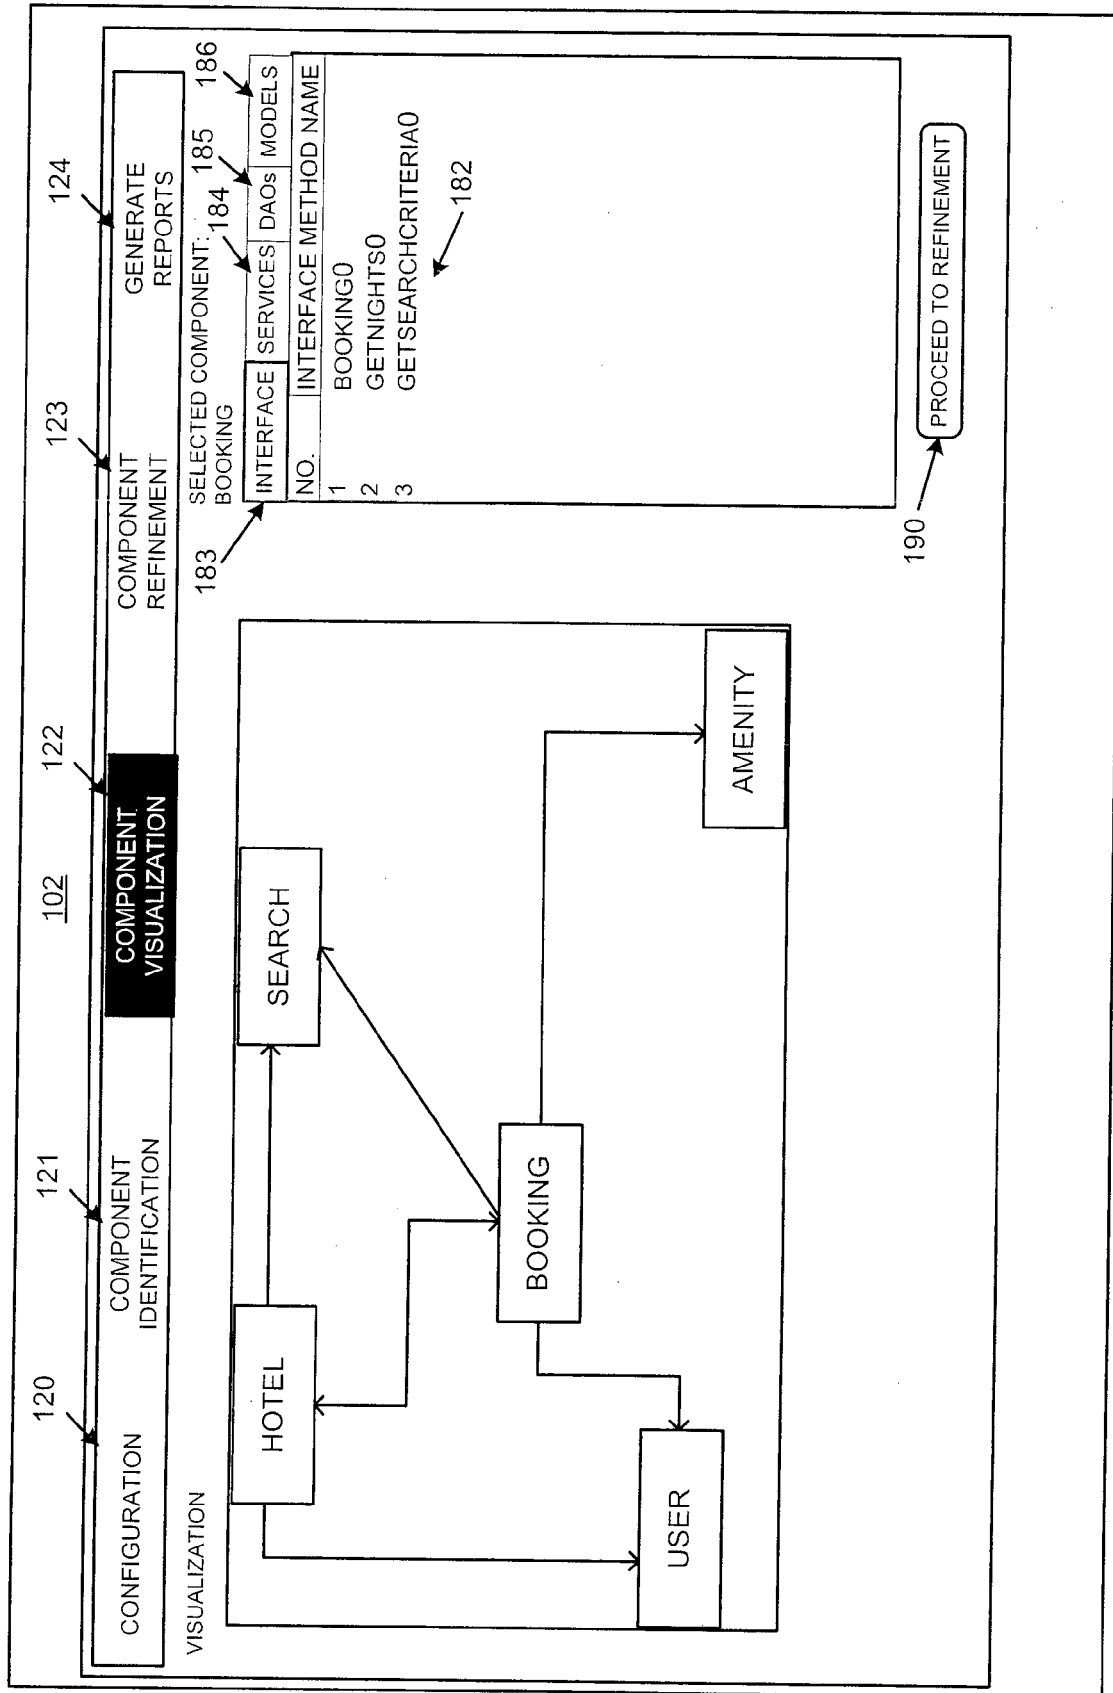 102
120
121
122
123
124
CONFIGURATION
COMPONENT
IDENTIFICATION
COMPONENT
VISUALIZATION
COMPONENT
REFINEMENT
GENERATE
REPORTS
VISUALIZATION
HOTEL
SEARCH
BOOKING
USER
AMENITY
SELECTED COMPONENT:
BOOKING
183
184
185
186
INTERFACE SERVICES DAOs MODELS
NO. INTERFACE METHOD NAME
1 BOOKING0
2 GETNIGHTS0
3 GETSEARCHCRITERIA0
182
190
PROCEED TO REFINEMENT